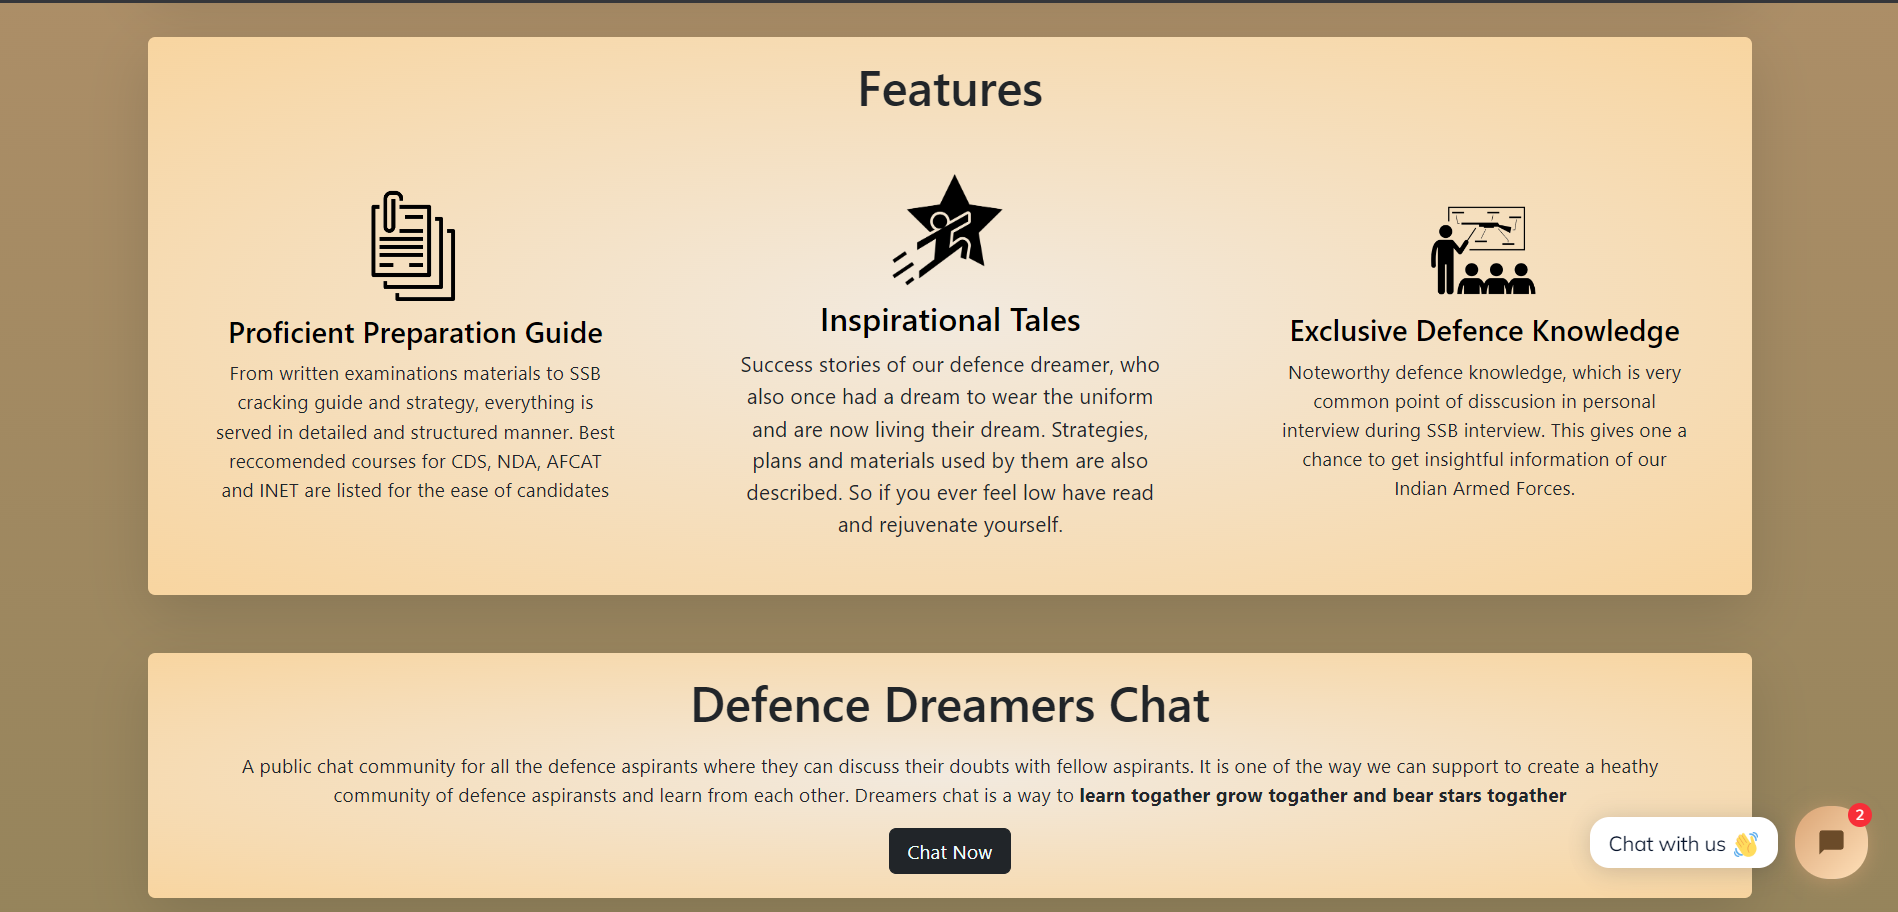 Features
Proficient Preparation Guide
From written examinations materials to SSB
cracking guide and strategy, everything is
served in detailed and structured manner. Best
reccomended courses for CDS, NDA, AFCAT
and INET are listed for the ease of candidates
Inspirational Tales
Success stories of our defence dreamer, who
also once had a dream to wear the uniform
and are now living their dream. Strategies,
plans and materials used by them are also
described. So if you ever feel low have read
and rejuvenate yourself.
Exclusive Defence Knowledge
Noteworthy defence knowledge, which is very
common point of disscusion in personal
interview during SSB interview. This gives one a
chance to get insightful information of our
Indian Armed Forces.
Defence Dreamers Chat
A public chat community for all the defence aspirants where they can discuss their doubts with fellow aspirants. It is one of the way we can support to create a heathy
community of defence aspiransts and learn from each other. Dreamers chat is a way to learn togather grow togather and bear stars togather
Chat Now
Chat with us 👋
2